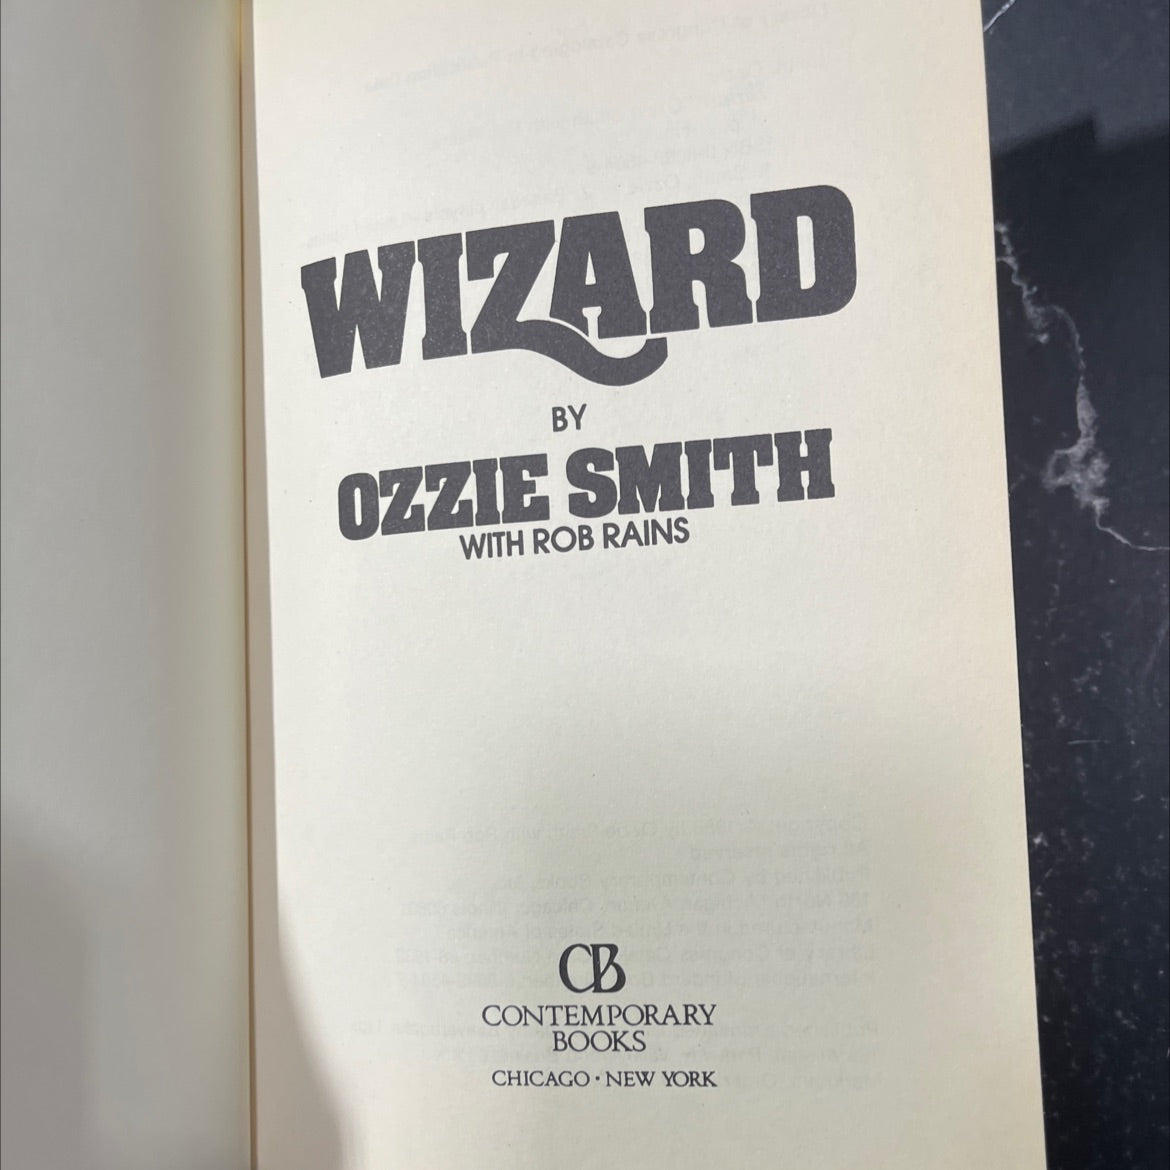 WIZARD
BY
OZZIE SMITH
WITH ROB RAINS
CB
CONTEMPORARY
BOOKS
CHICAGO • NEW YORK